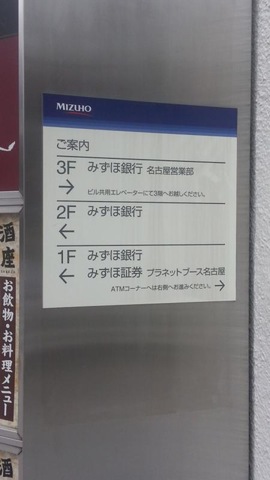 MIZUHO
ご案内
3F みずほ銀行 名古屋営業部
→ ビル共用エレベーターにて3階へお越しください。
2F みずほ銀行
←
1F みずほ銀行
← みずほ証券 プラネットブース名古屋
ATMコーナーへは右側へお進みください。→
酒
座
お飲物・お料理メニュー
酒